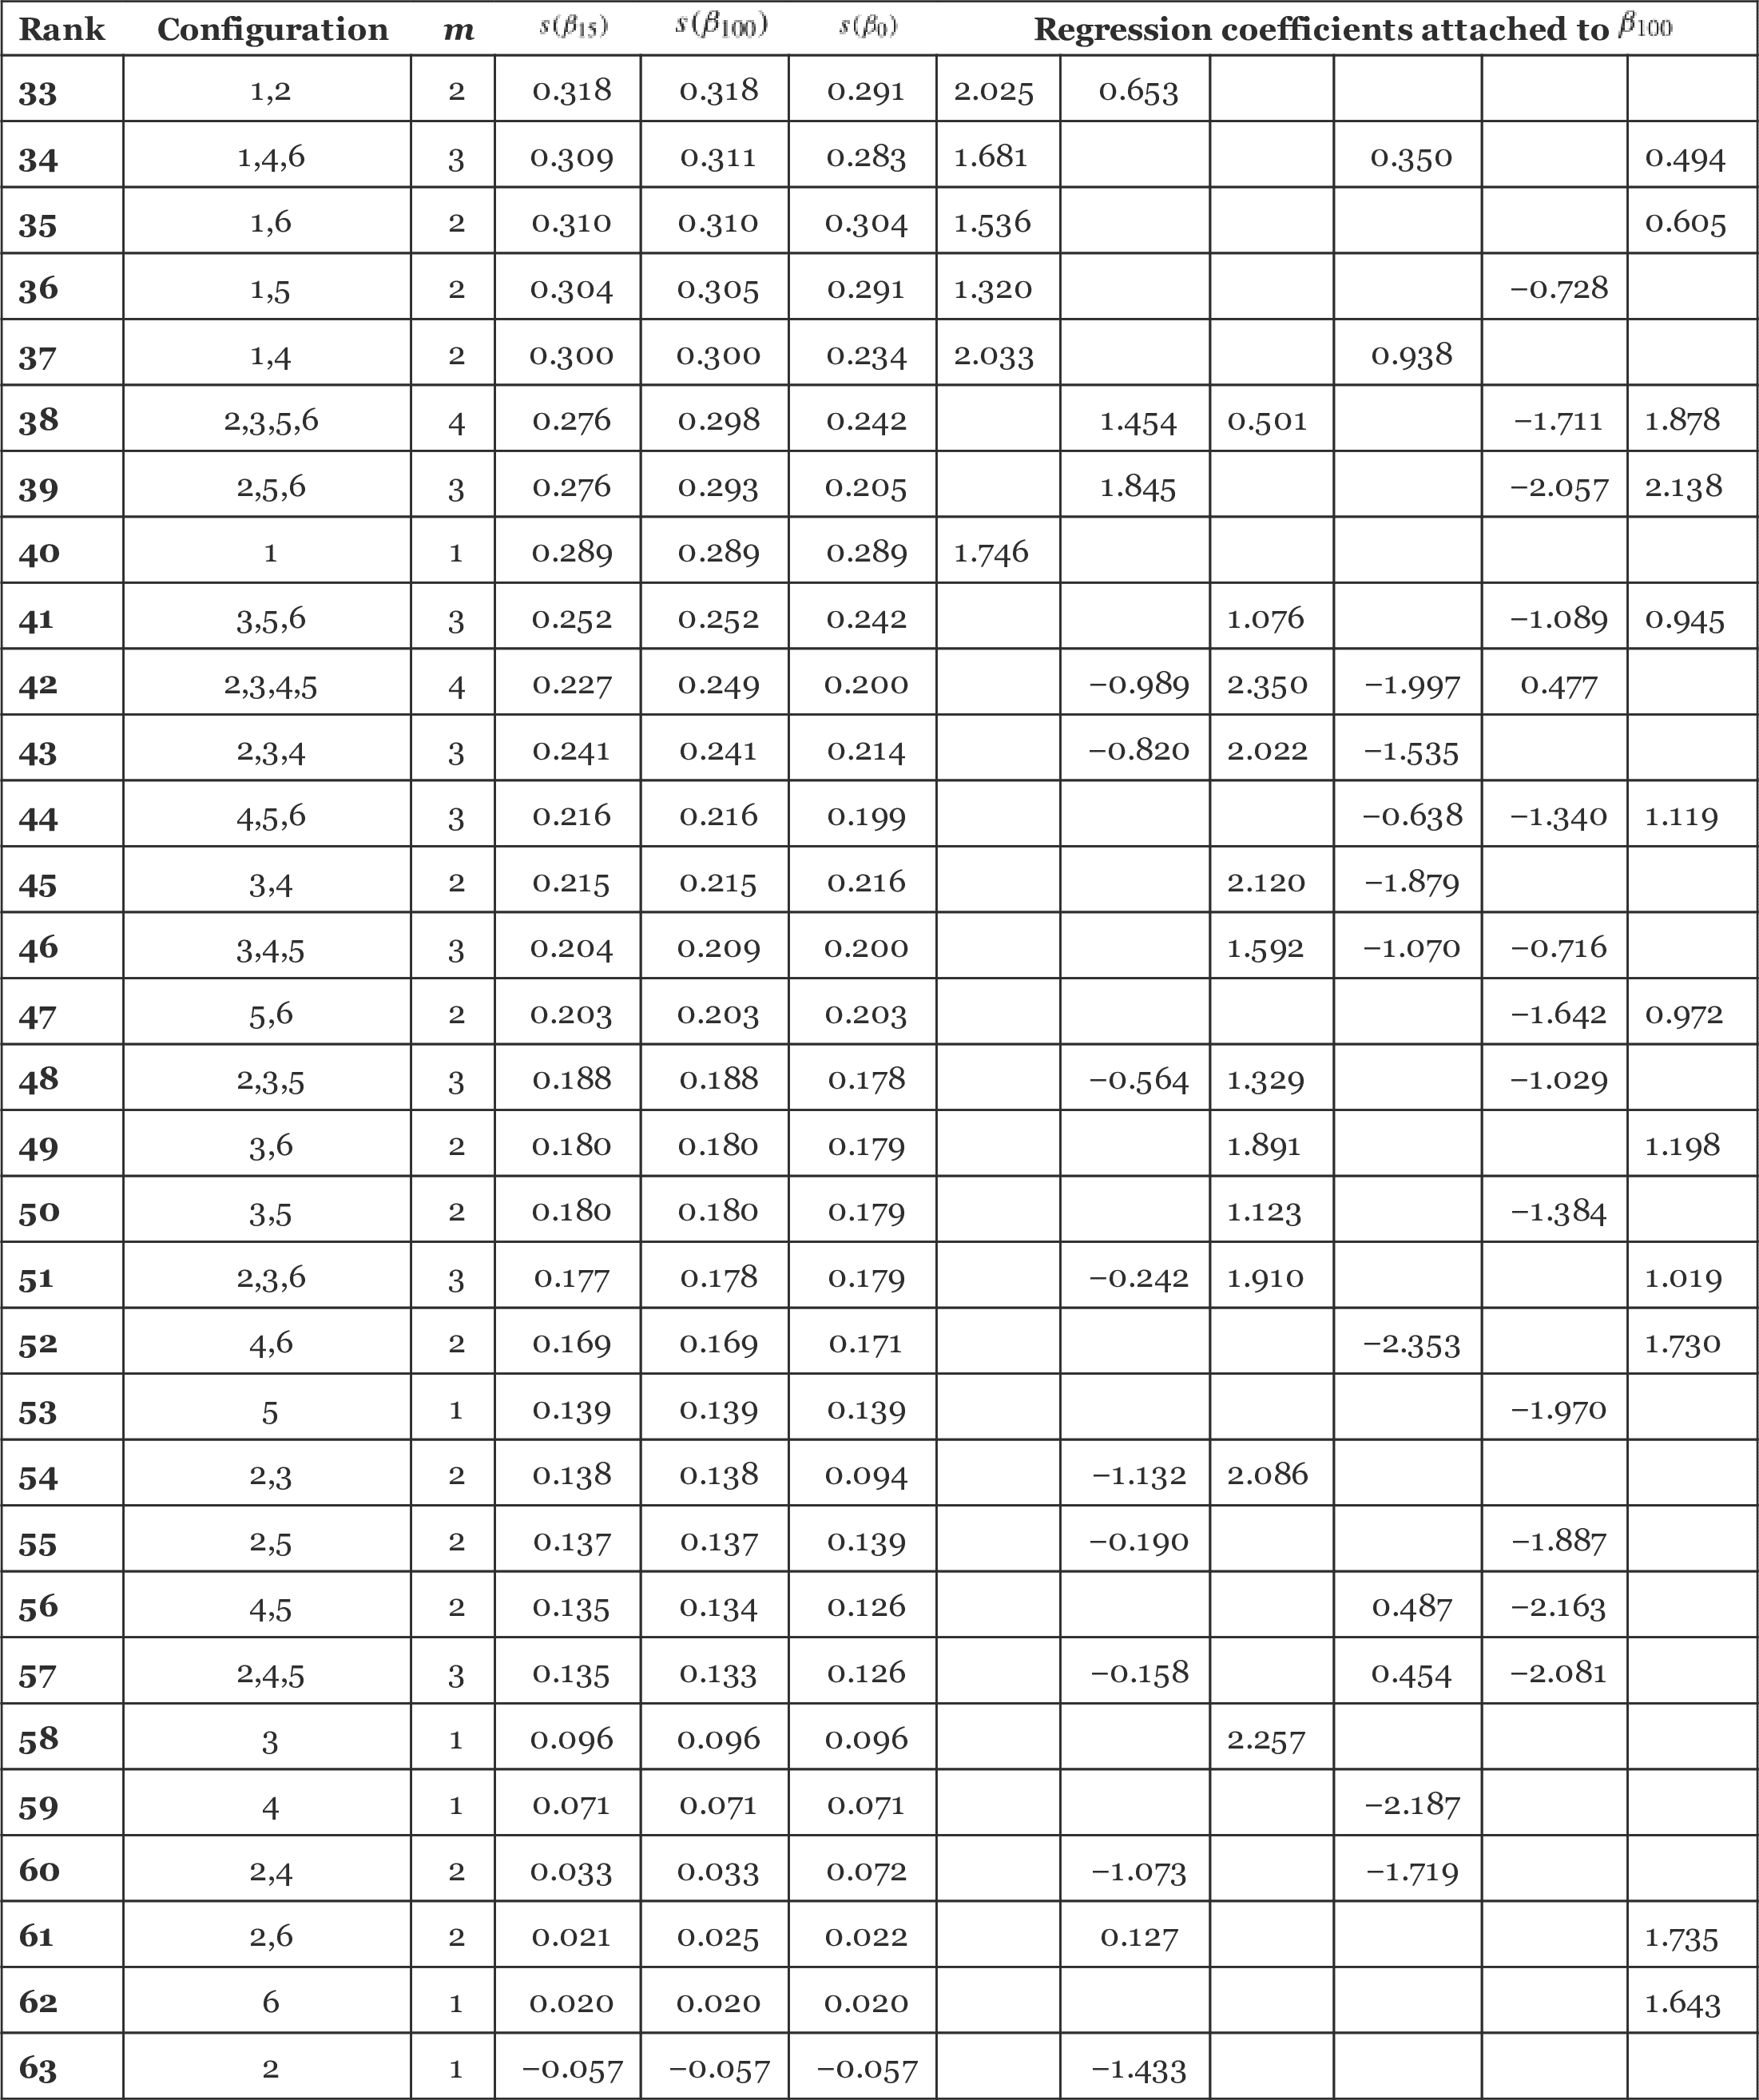 Rank Configuration m s(β15) s(β100) s(β0) Regression coefficients attached to β100
33 1,2 2 0.318 0.318 0.291 2.025 0.653
34 1,4,6 3 0.309 0.311 0.283 1.681 0.350 0.494
35 1,6 2 0.310 0.310 0.304 1.536 0.605
36 1,5 2 0.304 0.305 0.291 1.320 −0.728
37 1,4 2 0.300 0.300 0.234 2.033 0.938
38 2,3,5,6 4 0.276 0.298 0.242 1.454 0.501 −1.711 1.878
39 2,5,6 3 0.276 0.293 0.205 1.845 −2.057 2.138
40 1 1 0.289 0.289 0.289 1.746
41 3,5,6 3 0.252 0.252 0.242 1.076 −1.089 0.945
42 2,3,4,5 4 0.227 0.249 0.200 −0.989 2.350 −1.997 0.477
43 2,3,4 3 0.241 0.241 0.214 −0.820 2.022 −1.535
44 4,5,6 3 0.216 0.216 0.199 −0.638 −1.340 1.119
45 3,4 2 0.215 0.215 0.216 2.120 −1.879
46 3,4,5 3 0.204 0.209 0.200 1.592 −1.070 −0.716
47 5,6 2 0.203 0.203 0.203 −1.642 0.972
48 2,3,5 3 0.188 0.188 0.178 −0.564 1.329 −1.029
49 3,6 2 0.180 0.180 0.179 1.891 1.198
50 3,5 2 0.180 0.180 0.179 1.123 −1.384
51 2,3,6 3 0.177 0.178 0.179 −0.242 1.910 1.019
52 4,6 2 0.169 0.169 0.171 −2.353 1.730
53 5 1 0.139 0.139 0.139 −1.970
54 2,3 2 0.138 0.138 0.094 −1.132 2.086
55 2,5 2 0.137 0.137 0.139 −0.190 −1.887
56 4,5 2 0.135 0.134 0.126 0.487 −2.163
57 2,4,5 3 0.135 0.133 0.126 −0.158 0.454 −2.081
58 3 1 0.096 0.096 0.096 2.257
59 4 1 0.071 0.071 0.071 −2.187
60 2,4 2 0.033 0.033 0.072 −1.073 −1.719
61 2,6 2 0.021 0.025 0.022 0.127 1.735
62 6 1 0.020 0.020 0.020 1.643
63 2 1 −0.057 −0.057 −0.057 −1.433